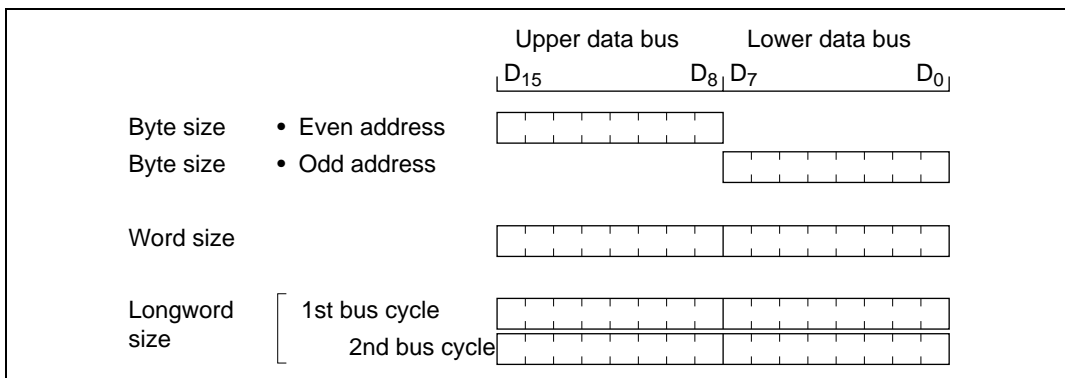 Upper data bus Lower data bus
D15 D8 D7 D0
Byte size • Even address
Byte size • Odd address
Word size
Longword size 1st bus cycle
2nd bus cycle